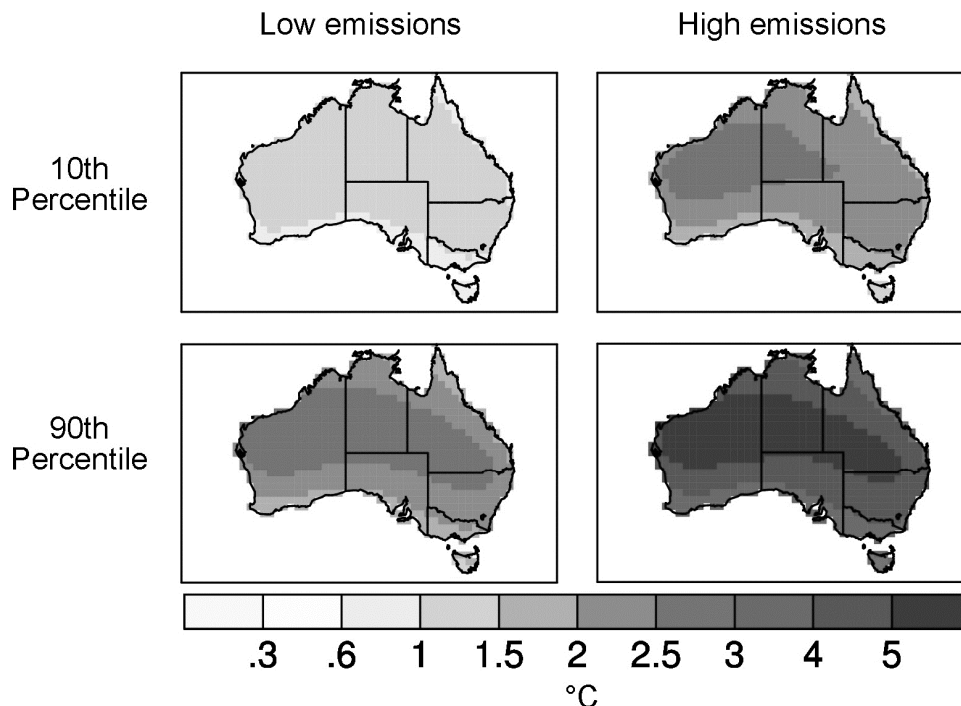 Low emissions
High emissions
10th
Percentile
90th
Percentile
.3 .6 1 1.5 2 2.5 3 4 5
°C